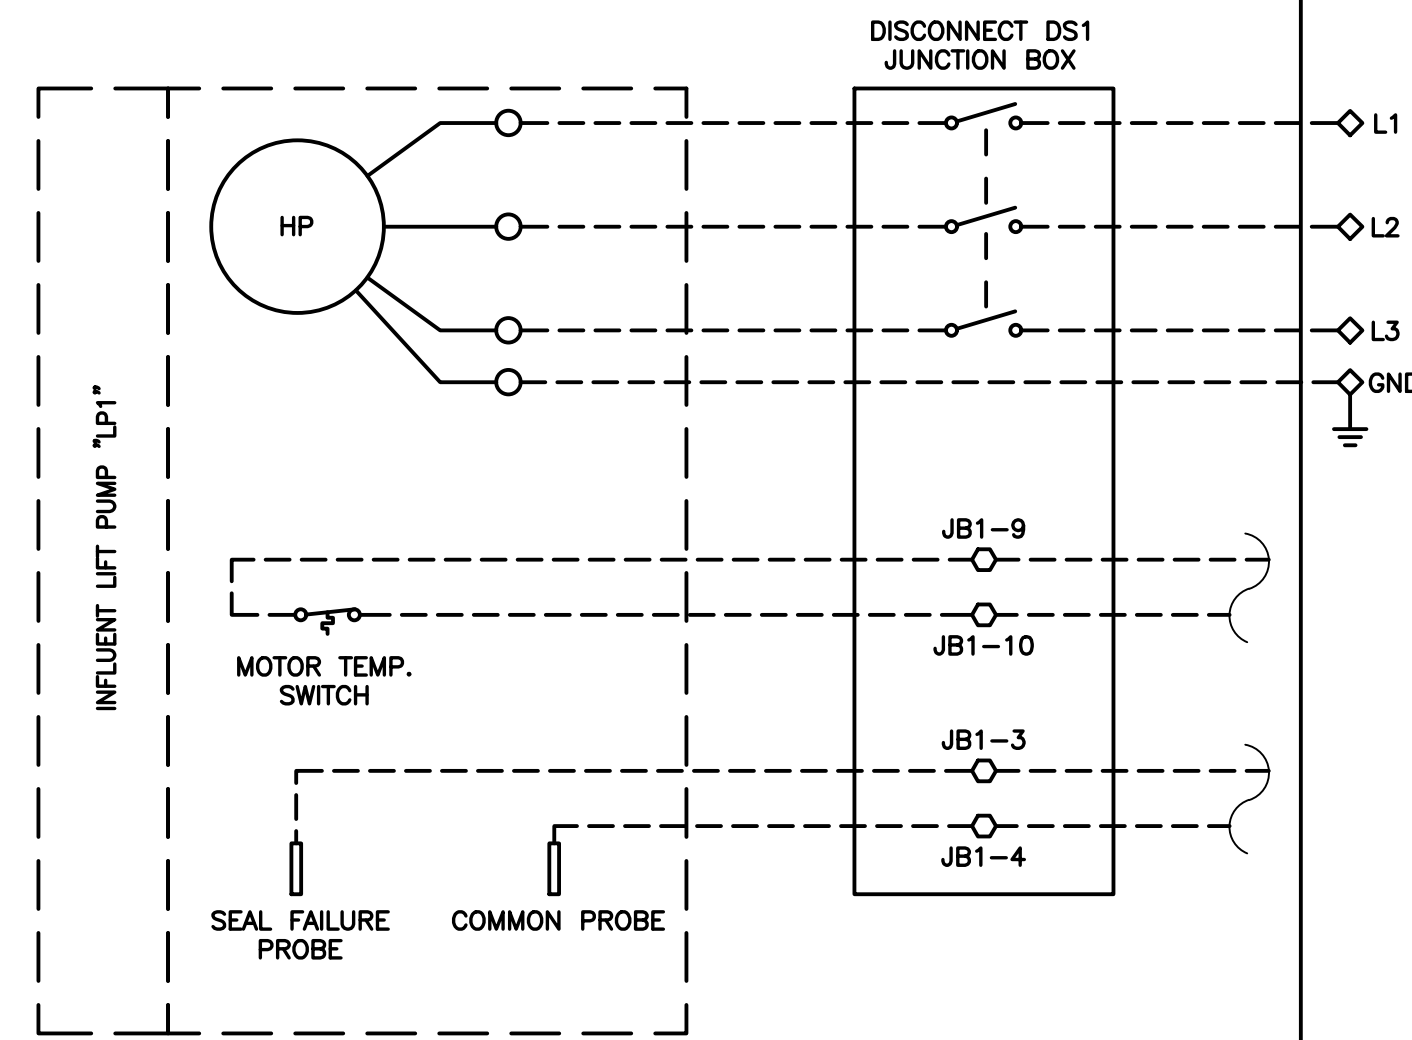 DISCONNECT DS1
JUNCTION BOX
L1
HP
L2
L3
GND
INFLUENT LIFT PUMP "LP1"
JB1-9
JB1-10
MOTOR TEMP.
SWITCH
JB1-3
JB1-4
SEAL FAILURE
PROBE
COMMON PROBE